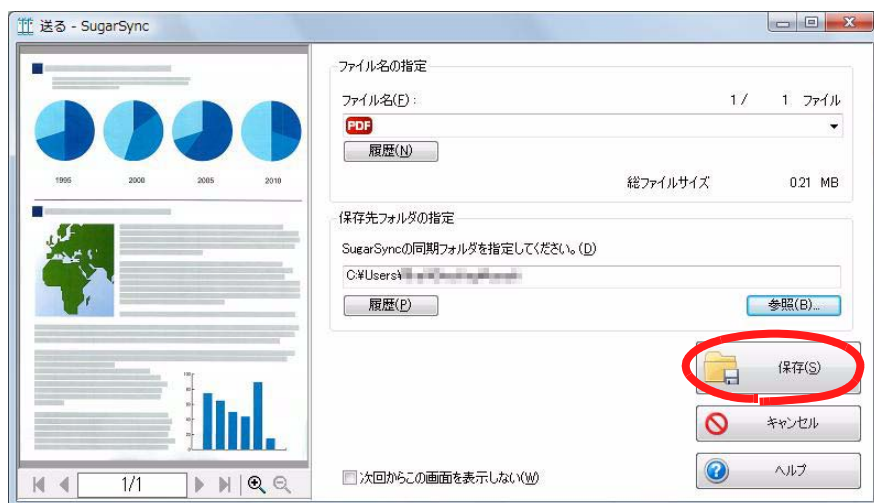 送る - SugarSync
ファイル名の指定
ファイル名(F):
1 / 1 ファイル
PDF
履歴(N)
総ファイルサイズ 0.21 MB
保存先フォルダの指定
SugarSyncの同期フォルダを指定してください。(D)
C:¥Users¥
履歴(P)
参照(B)...
保存(S)
キャンセル
ヘルプ
次回からこの画面を表示しない(W)
1995 2000 2005 2010
1/1